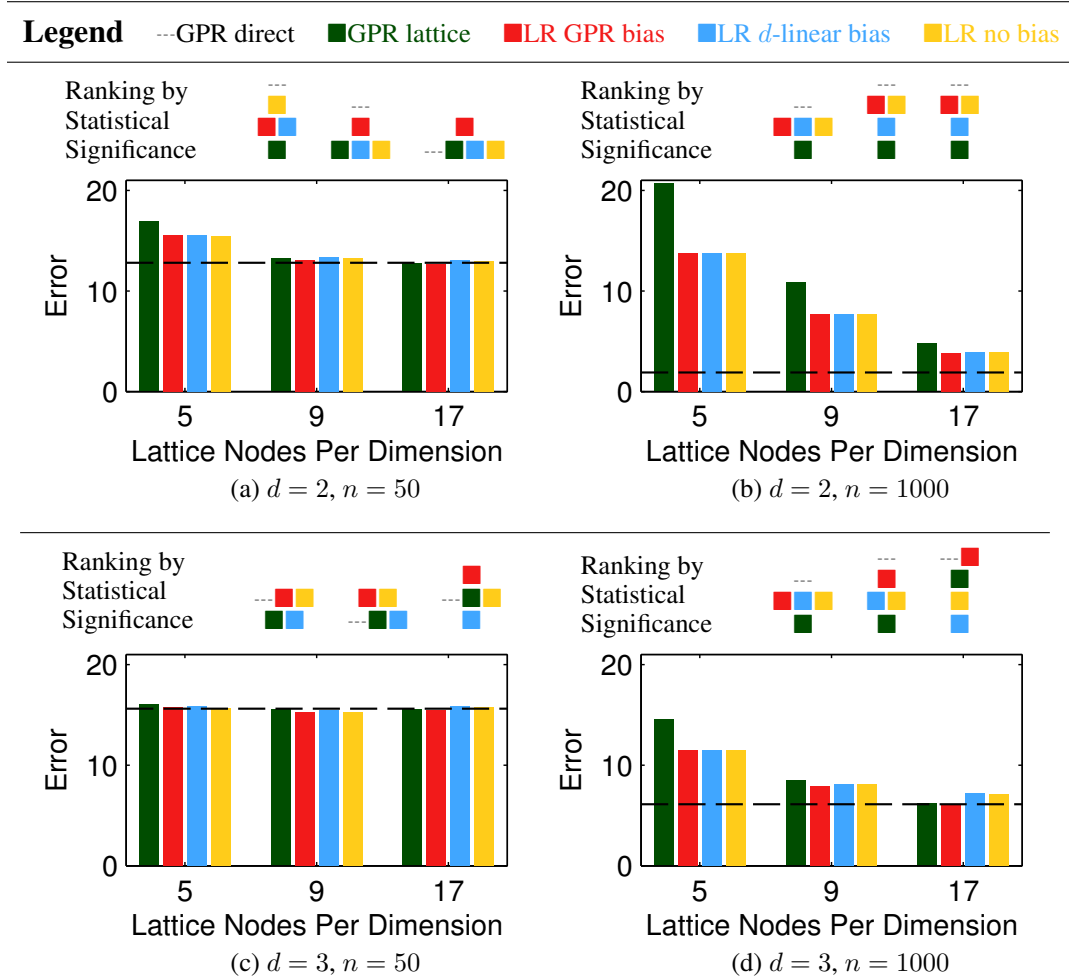 Legend ---GPR direct GPR lattice LR GPR bias LR d-linear bias LR no bias
Ranking by
Statistical
Significance
20
10
0
Error
5 9 17
Lattice Nodes Per Dimension
(a) d = 2, n = 50
Ranking by
Statistical
Significance
20
10
0
Error
5 9 17
Lattice Nodes Per Dimension
(b) d = 2, n = 1000
Ranking by
Statistical
Significance
20
10
0
Error
5 9 17
Lattice Nodes Per Dimension
(c) d = 3, n = 50
Ranking by
Statistical
Significance
20
10
0
Error
5 9 17
Lattice Nodes Per Dimension
(d) d = 3, n = 1000